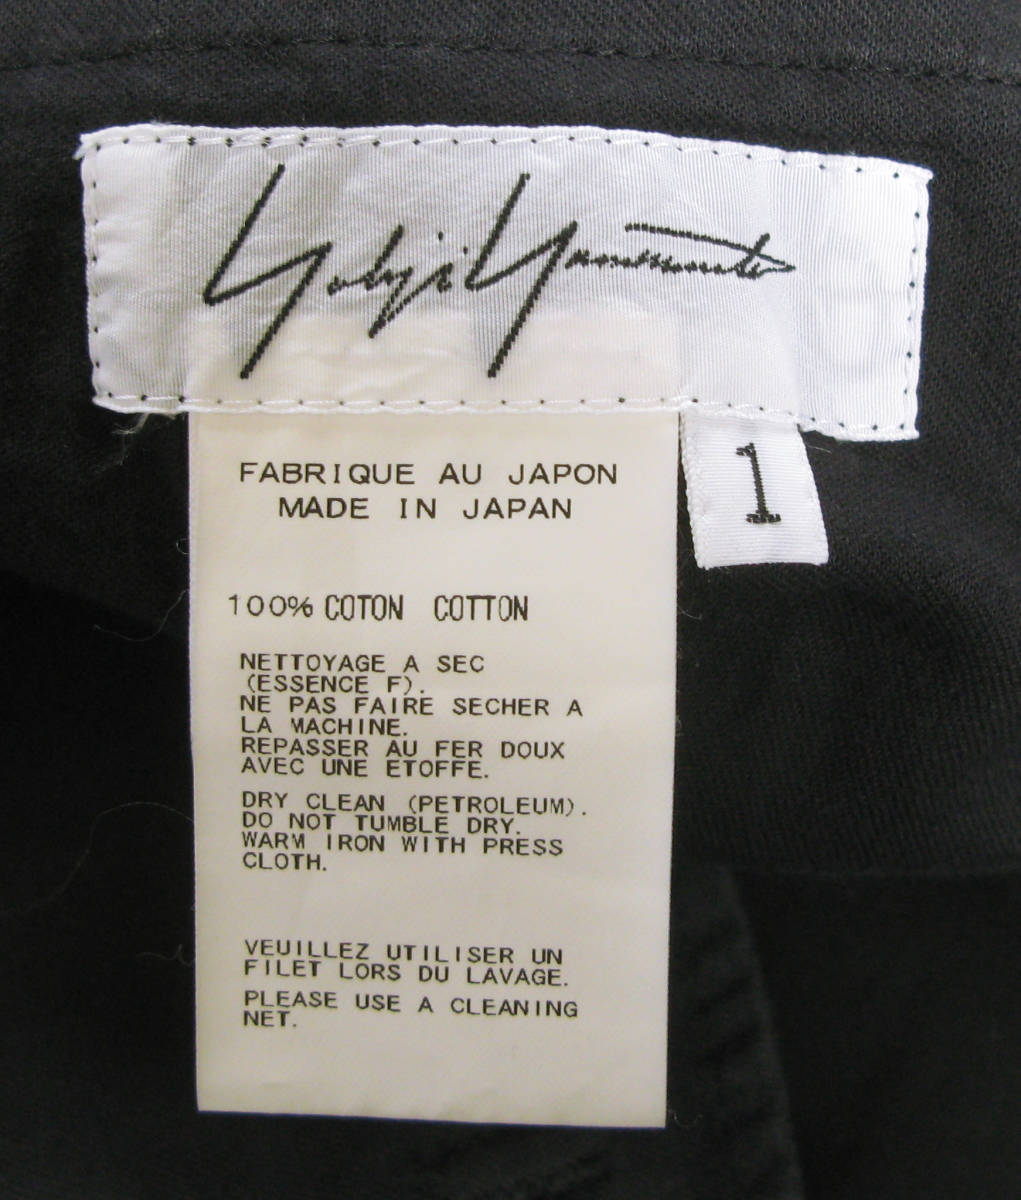 Yohji Yamamoto
1
FABRIQUE AU JAPON
MADE IN JAPAN
100% COTON COTTON
NETTOYAGE A SEC
(ESSENCE F).
NE PAS FAIRE SECHER A
LA MACHINE.
REPASSER AU FER DOUX
AVEC UNE ETOFFE.
DRY CLEAN (PETROLEUM).
DO NOT TUMBLE DRY.
WARM IRON WITH PRESS
CLOTH.
VEUILLEZ UTILISER UN
FILET LORS DU LAVAGE.
PLEASE USE A CLEANING
NET.